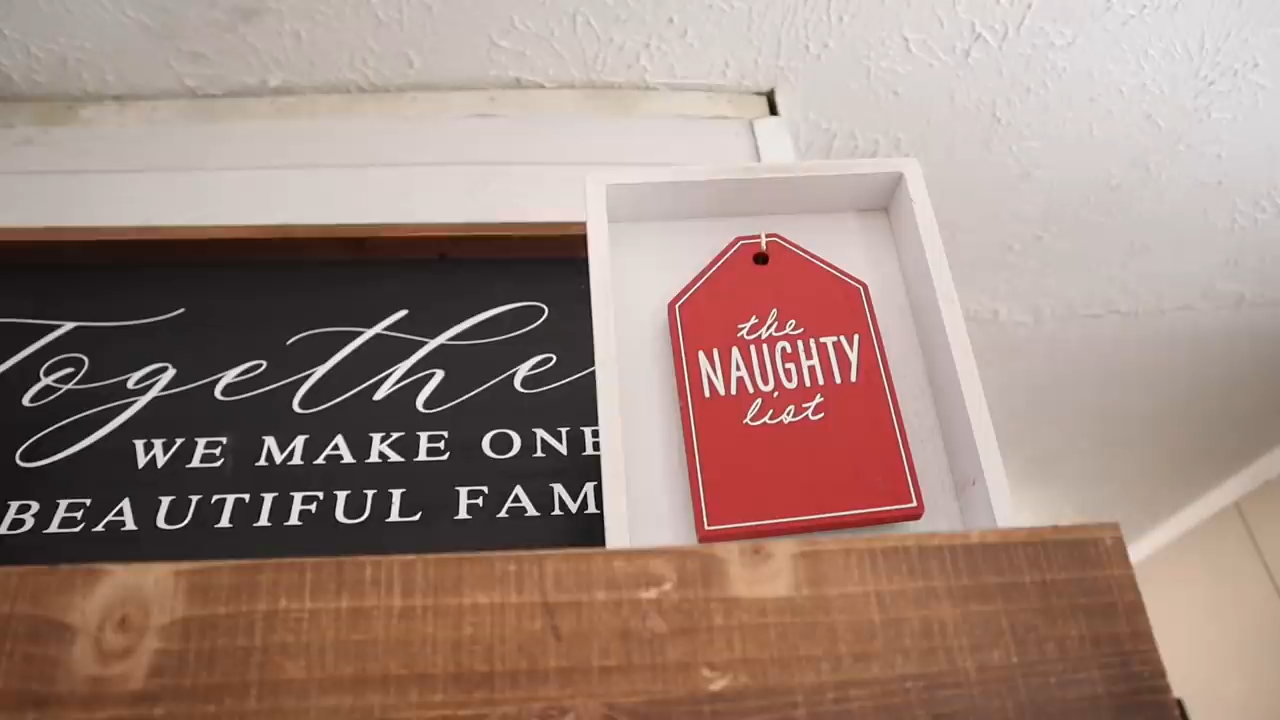 Togethe
WE MAKE ONE
BEAUTIFUL FAM
the
NAUGHTY
list